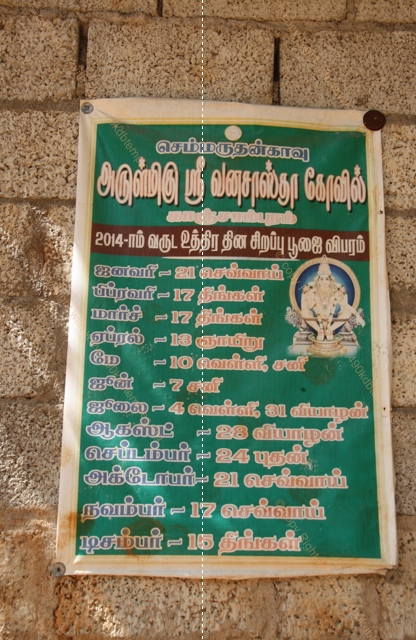 செம்மருதன்காவு
அருள்மிகு ஸ்ரீ வனசாஸ்தா கோவில்
காஞ்சாம்புரம்
2014-ம் வருட உத்திர தின சிறப்பு பூஜை விபரம்
ஜனவரி - 21 செவ்வாய்
பிப்ரவரி - 17 திங்கள்
மார்ச் - 17 திங்கள்
ஏப்ரல் - 13 ஞாயிறு
மே - 10 வெள்ளி, சனி
ஜூன் - 7 சனி
ஜூலை - 4 வெள்ளி, 31 வியாழன்
ஆகஸ்ட் - 28 வியாழன்
செப்டம்பர் - 24 புதன்
அக்டோபர் - 21 செவ்வாய்
நவம்பர் - 17 செவ்வாய்
டிசம்பர் - 15 திங்கள்